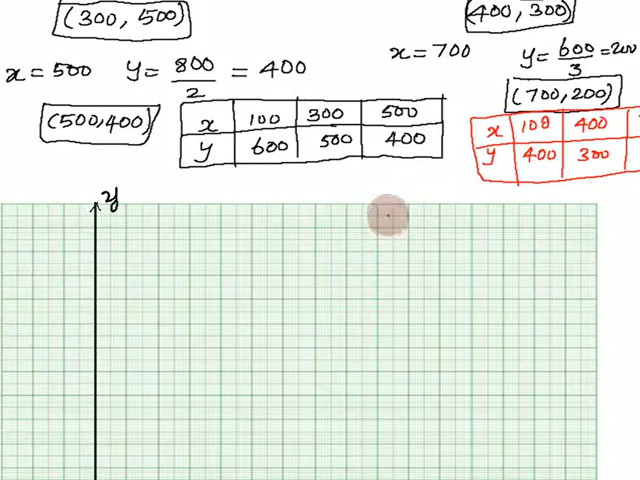 (300, 500)
(400, 300)
x = 700
y = 600/3 = 200
x = 500 y = 800/2 = 400
(700, 200)
(500, 400)
x 100 300 500
y 600 500 400
x 100 400
y 400 300
y